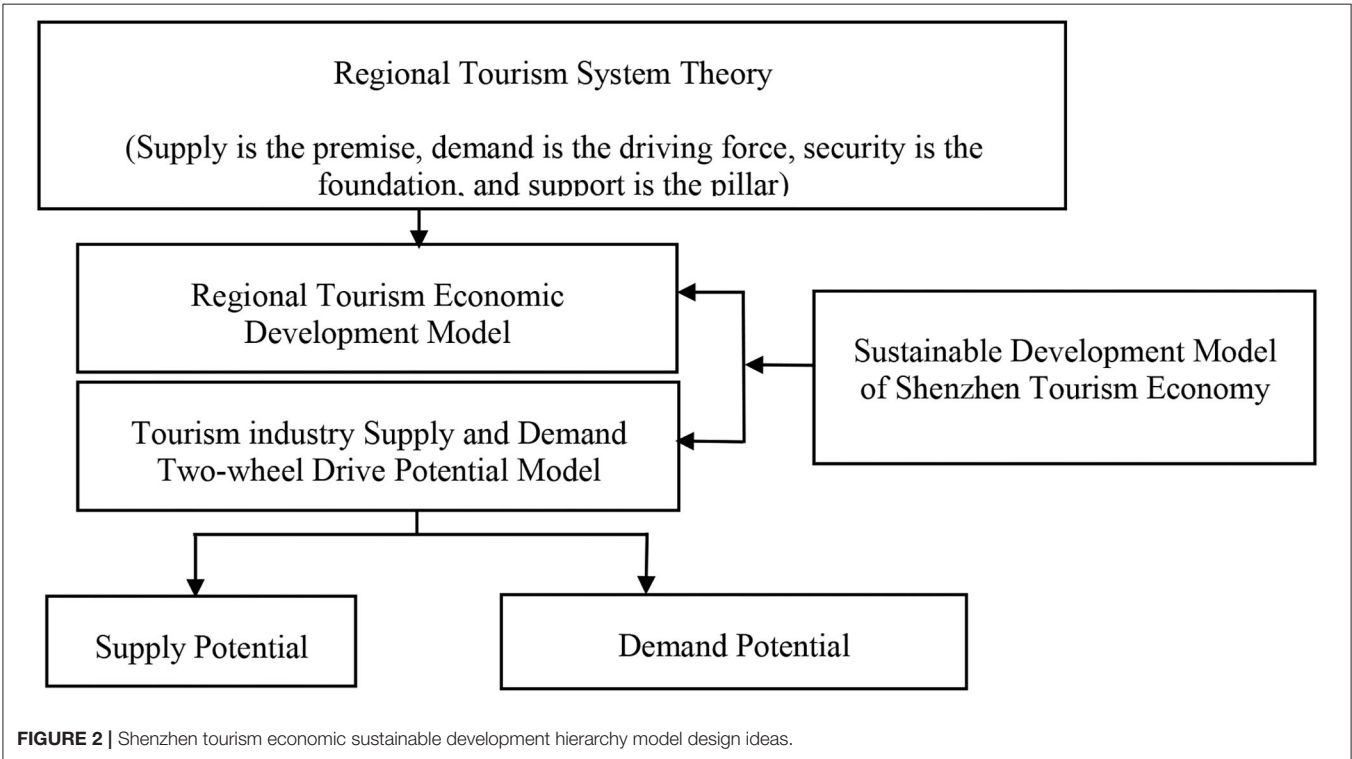 Regional Tourism System Theory
(Supply is the premise, demand is the driving force, security is the
foundation, and support is the pillar)
Regional Tourism Economic
Development Model
Sustainable Development Model
of Shenzhen Tourism Economy
Tourism industry Supply and Demand
Two-wheel Drive Potential Model
Supply Potential
Demand Potential
FIGURE 2 | Shenzhen tourism economic sustainable development hierarchy model design ideas.